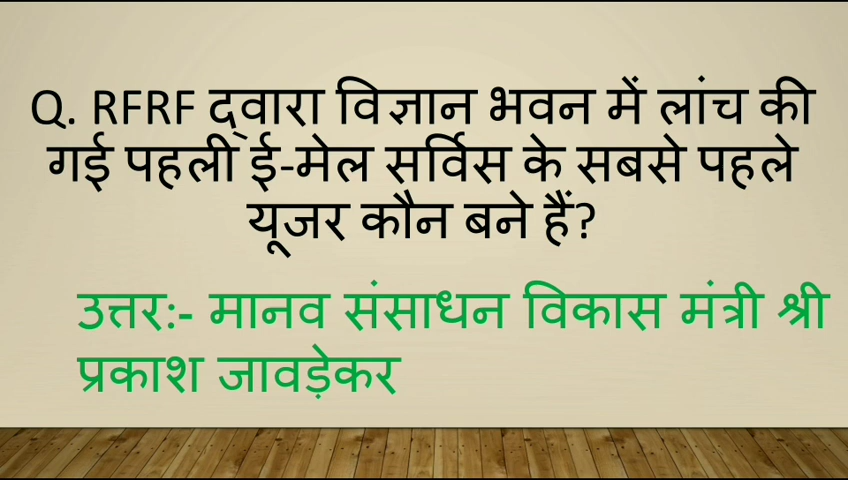 Q. RFRF द्वारा विज्ञान भवन में लांच की
गई पहली ई-मेल सर्विस के सबसे पहले
यूजर कौन बने हैं?
उत्तर:- मानव संसाधन विकास मंत्री श्री
प्रकाश जावड़ेकर